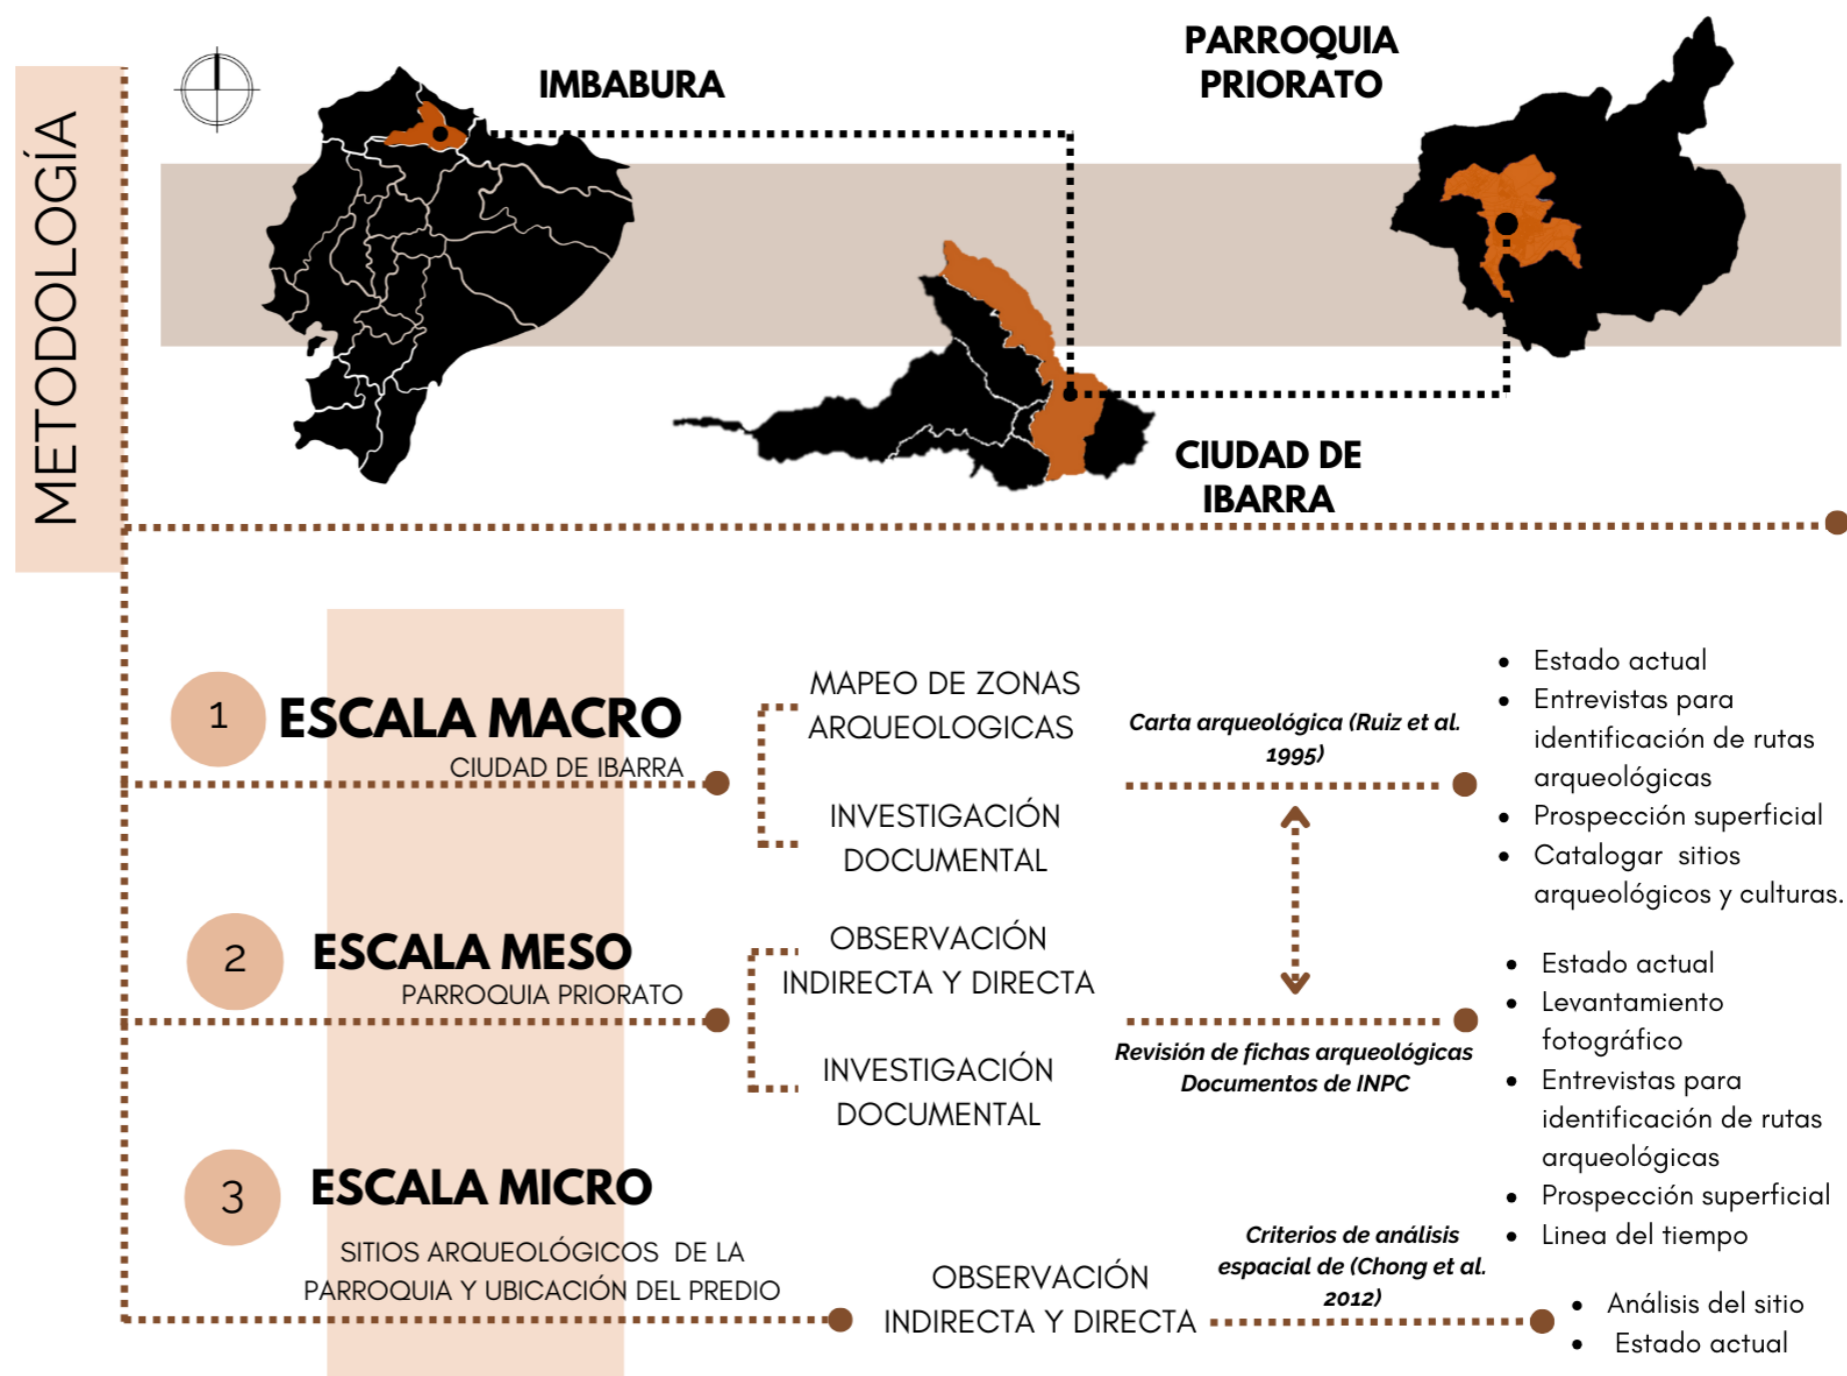 METODOLOGÍA
IMBABURA
PARROQUIA
PRIORATO
CIUDAD DE
IBARRA
1
ESCALA MACRO
CIUDAD DE IBARRA
MAPEO DE ZONAS
ARQUEOLOGICAS
INVESTIGACIÓN
DOCUMENTAL
Carta arqueológica (Ruiz et al.
1995)
• Estado actual
• Entrevistas para
identificación de rutas
arqueológicas
• Prospección superficial
• Catalogar sitios
arqueológicos y culturas.
2
ESCALA MESO
PARROQUIA PRIORATO
OBSERVACIÓN
INDIRECTA Y DIRECTA
INVESTIGACIÓN
DOCUMENTAL
Revisión de fichas arqueológicas
Documentos de INPC
• Estado actual
• Levantamiento
fotográfico
• Entrevistas para
identificación de rutas
arqueológicas
• Prospección superficial
• Linea del tiempo
3
ESCALA MICRO
SITIOS ARQUEOLÓGICOS DE LA
PARROQUIA Y UBICACIÓN DEL PREDIO
OBSERVACIÓN
INDIRECTA Y DIRECTA
Criterios de análisis
espacial de (Chong et al.
2012)
• Análisis del sitio
• Estado actual